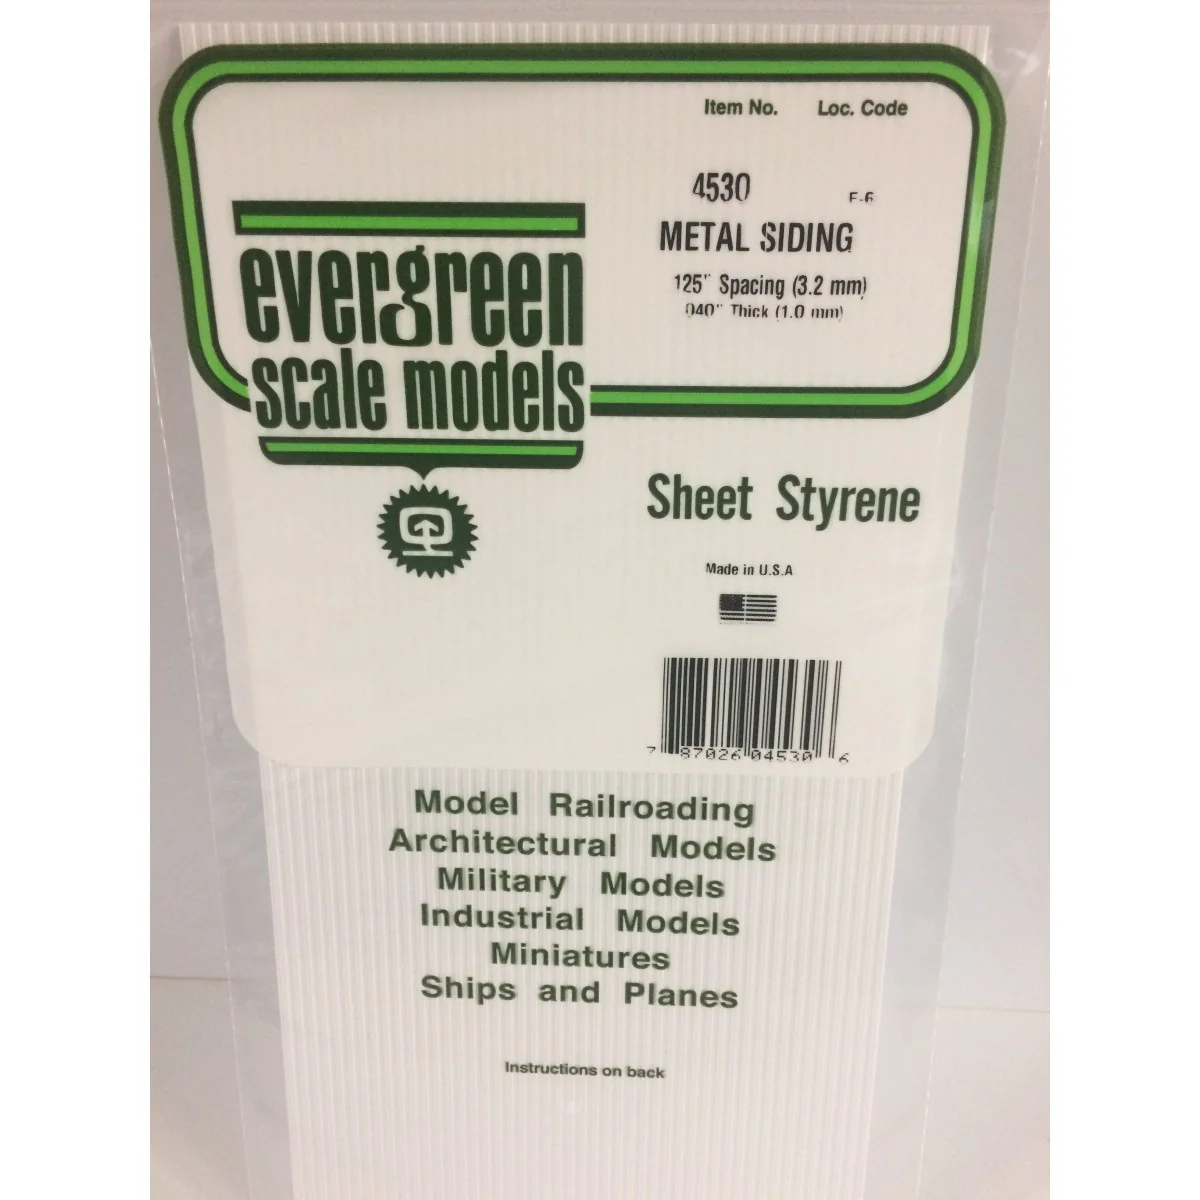 Item No. Loc. Code
4530 F-6
METAL SIDING
125" Spacing (3.2 mm)
040" Thick (1.0 mm)
evergreen
scale models
Sheet Styrene
Made in U.S.A
7 87026 04530 6
Model Railroading
Architectural Models
Military Models
Industrial Models
Miniatures
Ships and Planes
Instructions on back